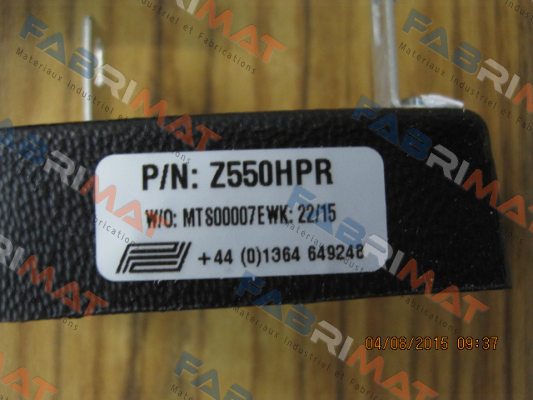 FABRIMAT
Materiaux Industriel et Fabrications
P/N: Z550HPR
W/O: MTS00007EWK: 22/15
+44 (0)1364 649248
04/08/2015 09:37